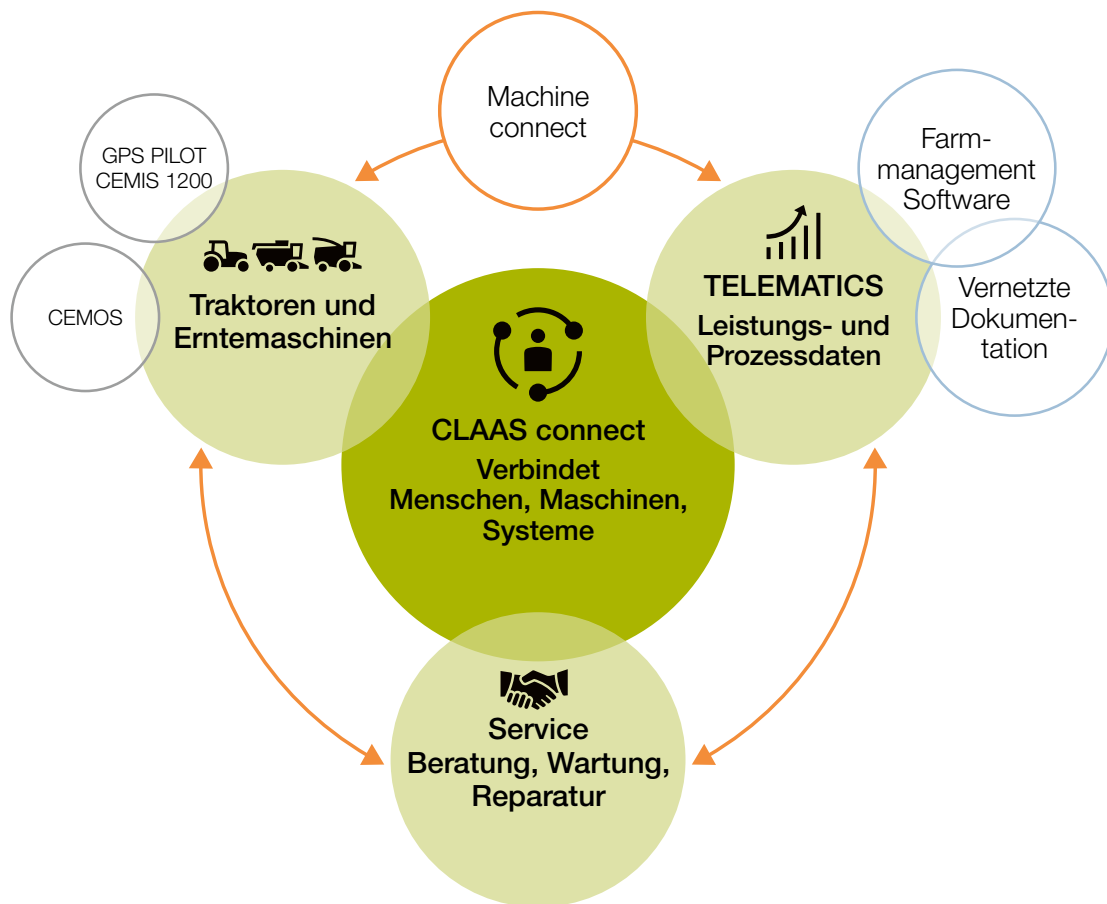 Machine
connect
GPS PILOT
CEMIS 1200
CEMOS
Traktoren und
Erntemaschinen
Farm-
management
Software
Vernetzte
Dokumen-
tation
TELEMATICS
Leistungs- und
Prozessdaten
CLAAS connect
Verbindet
Menschen, Maschinen,
Systeme
Service
Beratung, Wartung,
Reparatur